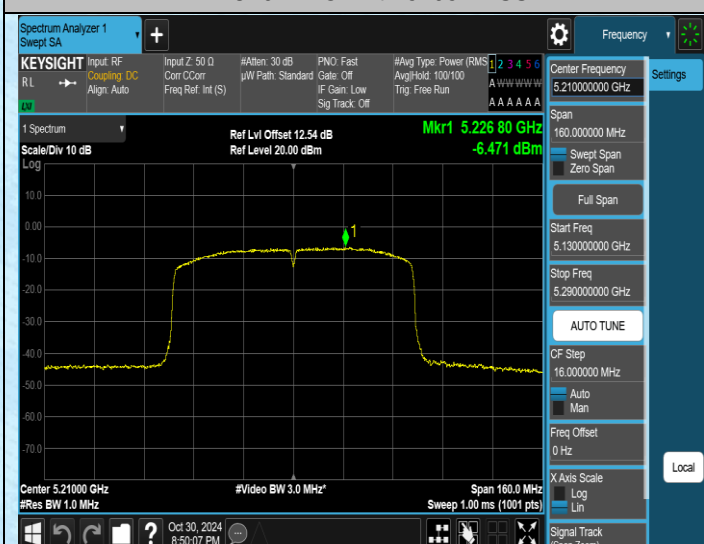 Spectrum Analyzer 1
Swept SA
Frequency
KEYSIGHT
RL
LXI
Input: RF
Coupling: DC
Align: Auto
Input Z: 50 Ω
Corr CCorr
Freq Ref: Int (S)
#Atten: 30 dB
µW Path: Standard
PNO: Fast
Gate: Off
IF Gain: Low
Sig Track: Off
#Avg Type: Power (RMS
Avg|Hold: 100/100
Trig: Free Run
1 2 3 4 5 6
A W W W W W
A A A A A A
1 Spectrum
Scale/Div 10 dB
Log
Ref Lvl Offset 12.54 dB
Ref Level 20.00 dBm
Mkr1 5.226 80 GHz
-6.471 dBm
10.0
0.00
1
-10.0
-20.0
-30.0
-40.0
-50.0
-60.0
-70.0
Center 5.21000 GHz
#Res BW 1.0 MHz
#Video BW 3.0 MHz*
Span 160.0 MHz
Sweep 1.00 ms (1001 pts)
?
Oct 30, 2024
8:50:07 PM
Center Frequency
5.210000000 GHz
Settings
Span
160.000000 MHz
Swept Span
Zero Span
Full Span
Start Freq
5.130000000 GHz
Stop Freq
5.290000000 GHz
AUTO TUNE
CF Step
16.000000 MHz
Auto
Man
Freq Offset
0 Hz
X Axis Scale
Log
Lin
Local
Signal Track